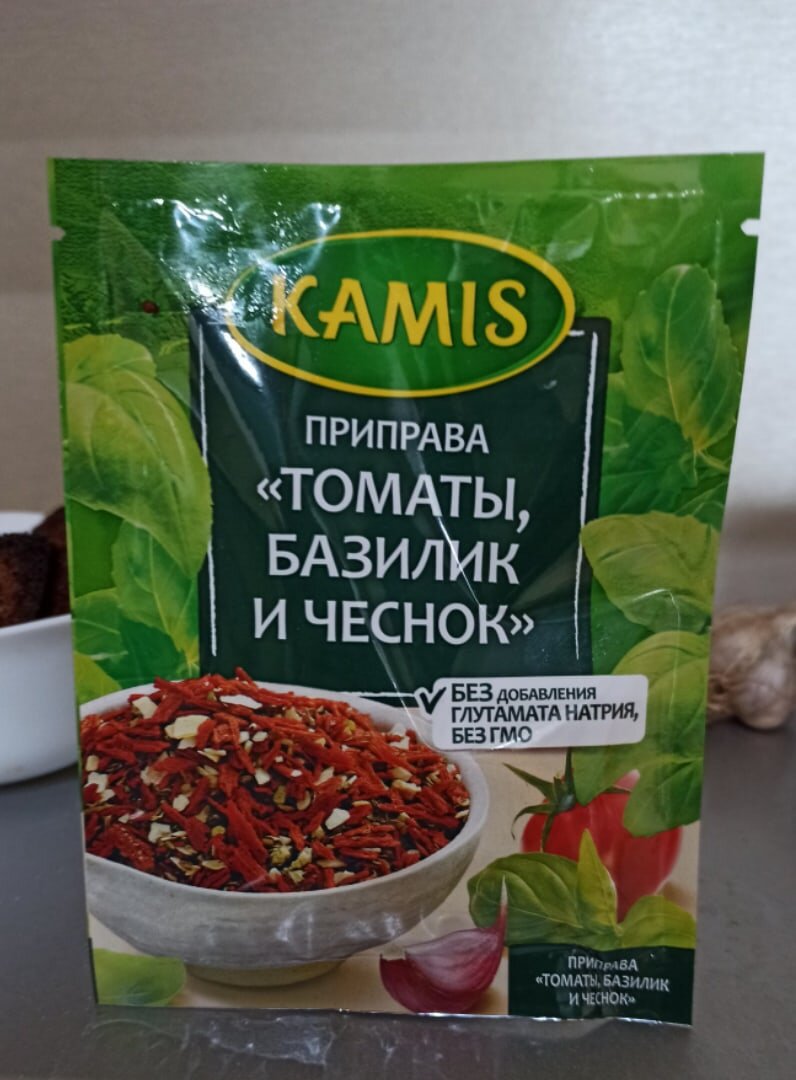 KAMIS
ПРИПРАВА
«ТОМАТЫ,
БАЗИЛИК
И ЧЕСНОК»
БЕЗ ДОБАВЛЕНИЯ
ГЛУТАМАТА НАТРИЯ,
БЕЗ ГМО
ПРИПРАВА
«ТОМАТЫ, БАЗИЛИК
И ЧЕСНОК»